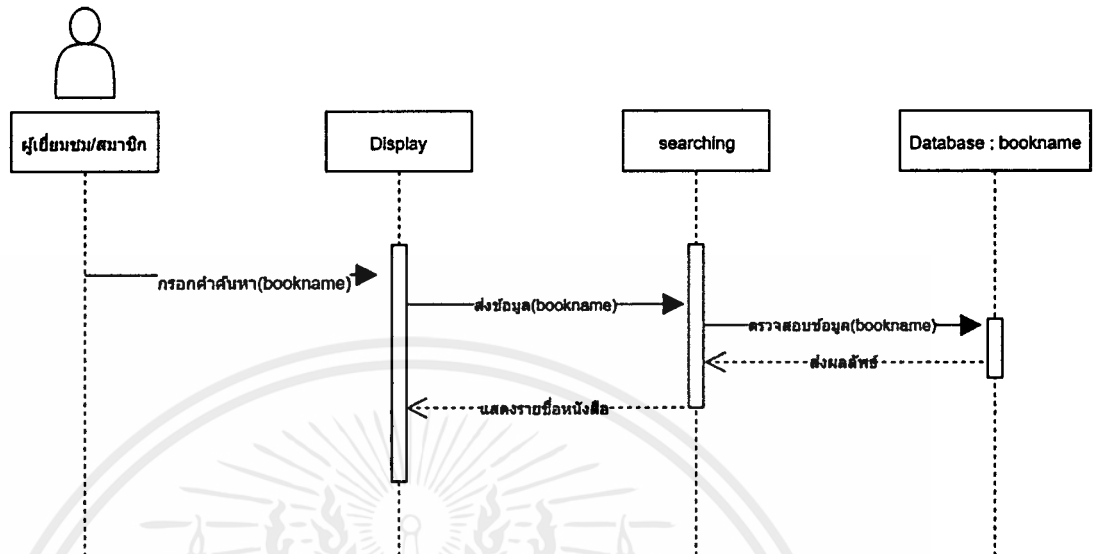 ผู้เยี่ยมชม/สมาชิก
Display
searching
Database : bookname
กรอกคำค้นหา(bookname)
ส่งข้อมูล(bookname)
ตรวจสอบข้อมูล(bookname)
ส่งผลลัพธ์
แสดงรายชื่อหนังสือ